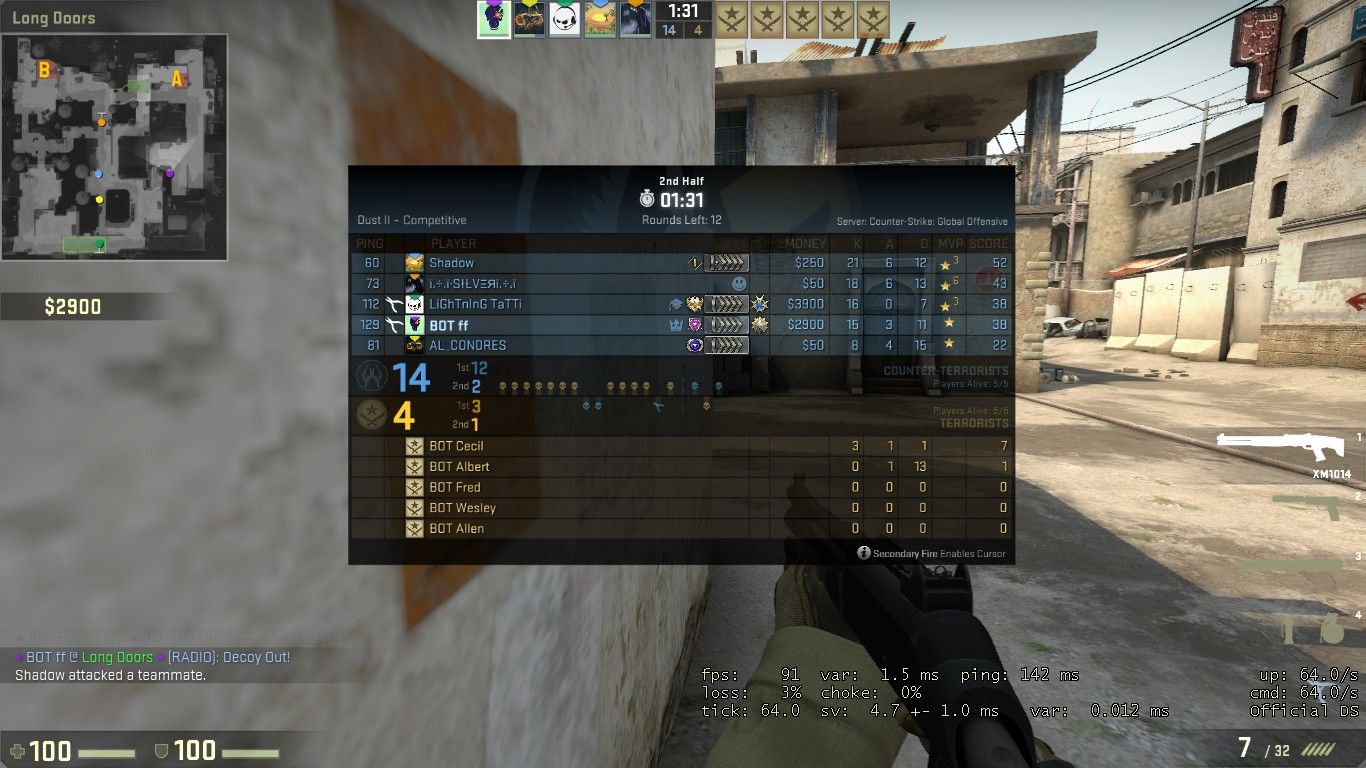 Long Doors
B
A
1:31
14 4
$2900
2nd Half
01:31
Rounds Left: 12
Dust II - Competitive
Server: Counter-Strike: Global Offensive
PING PLAYER MONEY K A D MVP SCORE
60 Shadow $250 21 6 12 3 52
73 $50 18 6 13 6 43
112 LiGhTnInG TaTTi $3900 16 0 7 3 38
129 BOT ff $2900 15 3 11 38
81 AL_CONDRES $50 8 4 15 22
14 1st 12
2nd 2
COUNTER-TERRORISTS
Players Alive: 5/5
4 1st 3
2nd 1
Players Alive: 5/5
TERRORISTS
BOT Cecil 3 1 1 7
BOT Albert 0 1 13 1
BOT Fred 0 0 0 0
BOT Wesley 0 0 0 0
BOT Allen 0 0 0 0
Secondary Fire Enables Cursor
1
XM1014
2
3
4
BOT ff @ Long Doors (RADIO): Decoy Out!
Shadow attacked a teammate.
fps: 91 var: 1.5 ms ping: 142 ms
loss: 3% choke: 0%
tick: 64.0 sv: 4.7 +- 1.0 ms var: 0.012 ms
up: 64.0/s
cmd: 64.0/s
Official DS
100 100
7 / 32